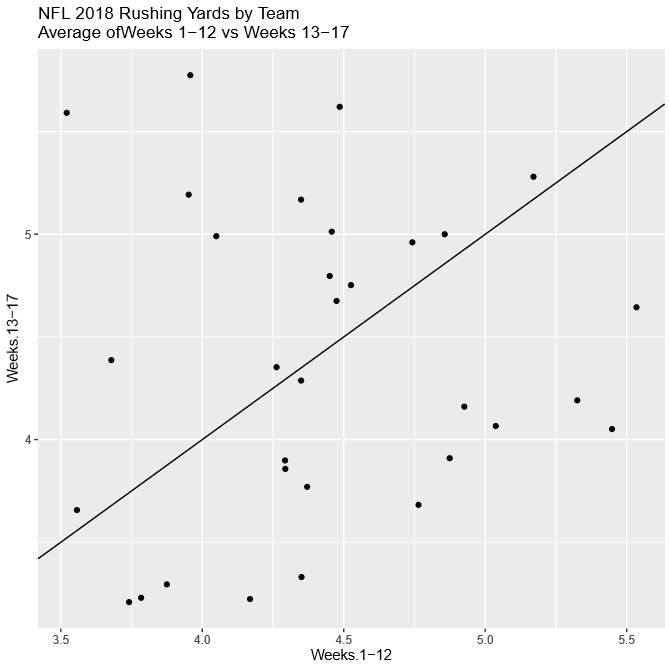 NFL 2018 Rushing Yards by Team
Average ofWeeks 1−12 vs Weeks 13−17
5
4
Weeks.13−17
3.5 4.0 4.5 5.0 5.5
Weeks.1−12